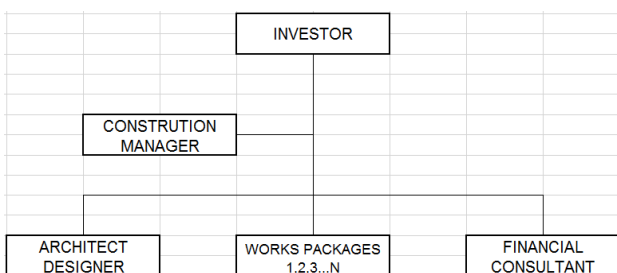 INVESTOR
CONSTRUTION
MANAGER
ARCHITECT
DESIGNER
WORKS PACKAGES
1.2.3...N
FINANCIAL
CONSULTANT